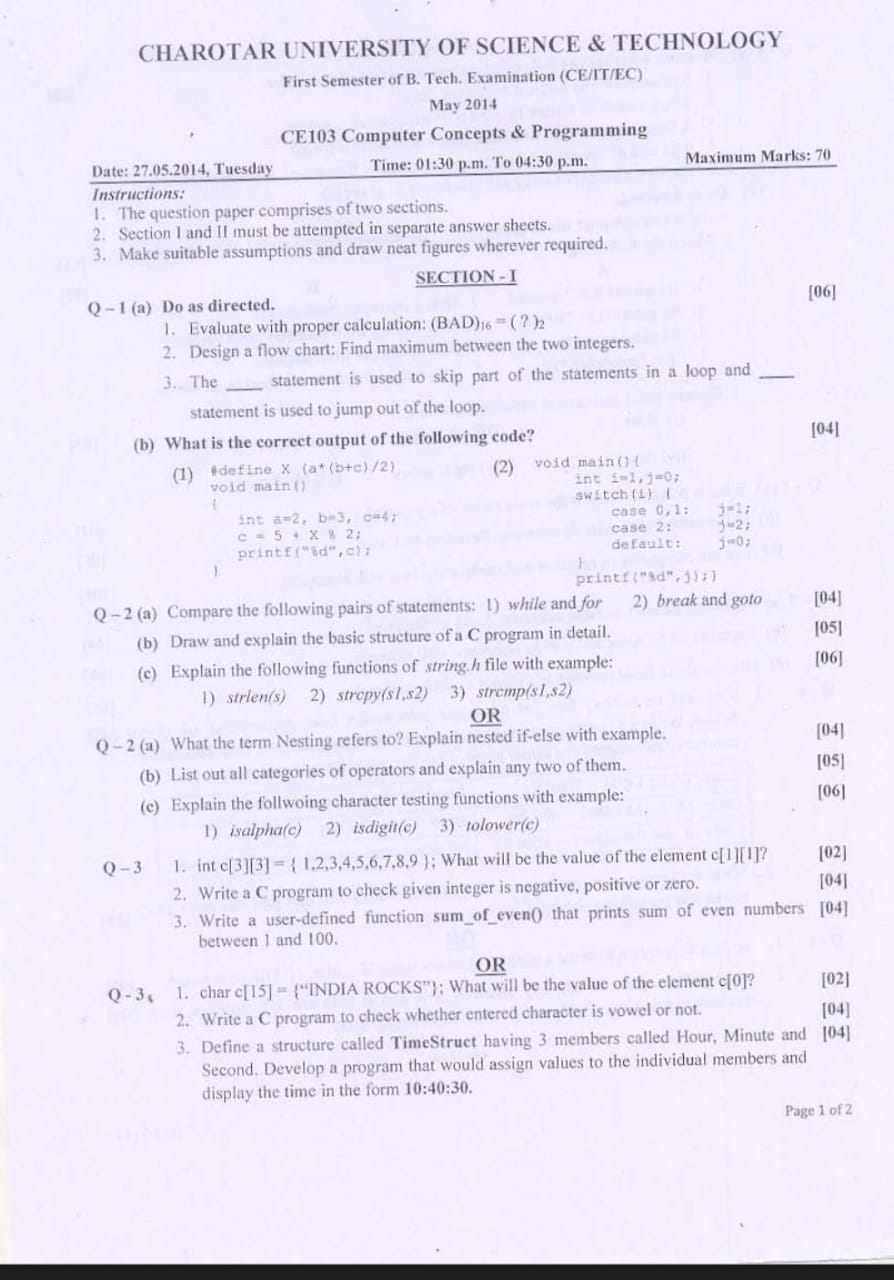 CHAROTAR UNIVERSITY OF SCIENCE & TECHNOLOGY
First Semester of B. Tech. Examination (CE/IT/EC)
May 2014
CE103 Computer Concepts & Programming
Date: 27.05.2014, Tuesday Time: 01:30 p.m. To 04:30 p.m. Maximum Marks: 70
Instructions:
1. The question paper comprises of two sections.
2. Section I and II must be attempted in separate answer sheets.
3. Make suitable assumptions and draw neat figures wherever required.
SECTION - I
Q – 1 (a) Do as directed. [06]
1. Evaluate with proper calculation: (BAD)16 = ( ? )2
2. Design a flow chart: Find maximum between the two integers.
3. The ____ statement is used to skip part of the statements in a loop and ____
statement is used to jump out of the loop.
(b) What is the correct output of the following code? [04]
(1) #define X (a*(b+c)/2)
void main()
{
int a=2, b=3, c=4;
c = 5 + X % 2;
printf("%d",c);
}
(2) void main(){
int i=1,j=0;
switch(i) {
case 0,1: j=1;
case 2: j=2;
default: j=0;
}
printf("%d",j);}
Q – 2 (a) Compare the following pairs of statements: 1) while and for 2) break and goto [04]
(b) Draw and explain the basic structure of a C program in detail. [05]
(c) Explain the following functions of string.h file with example: [06]
1) strlen(s) 2) strcpy(s1,s2) 3) strcmp(s1,s2)
OR
Q – 2 (a) What the term Nesting refers to? Explain nested if-else with example. [04]
(b) List out all categories of operators and explain any two of them. [05]
(c) Explain the follwoing character testing functions with example: [06]
1) isalpha(c) 2) isdigit(c) 3) tolower(c)
Q – 3 1. int c[3][3] = { 1,2,3,4,5,6,7,8,9 }; What will be the value of the element c[1][1]? [02]
2. Write a C program to check given integer is negative, positive or zero. [04]
3. Write a user-defined function sum_of_even() that prints sum of even numbers [04]
between 1 and 100.
OR
Q - 3 1. char c[15] = {“INDIA ROCKS”}; What will be the value of the element c[0]? [02]
2. Write a C program to check whether entered character is vowel or not. [04]
3. Define a structure called TimeStruct having 3 members called Hour, Minute and [04]
Second. Develop a program that would assign values to the individual members and
display the time in the form 10:40:30.
Page 1 of 2